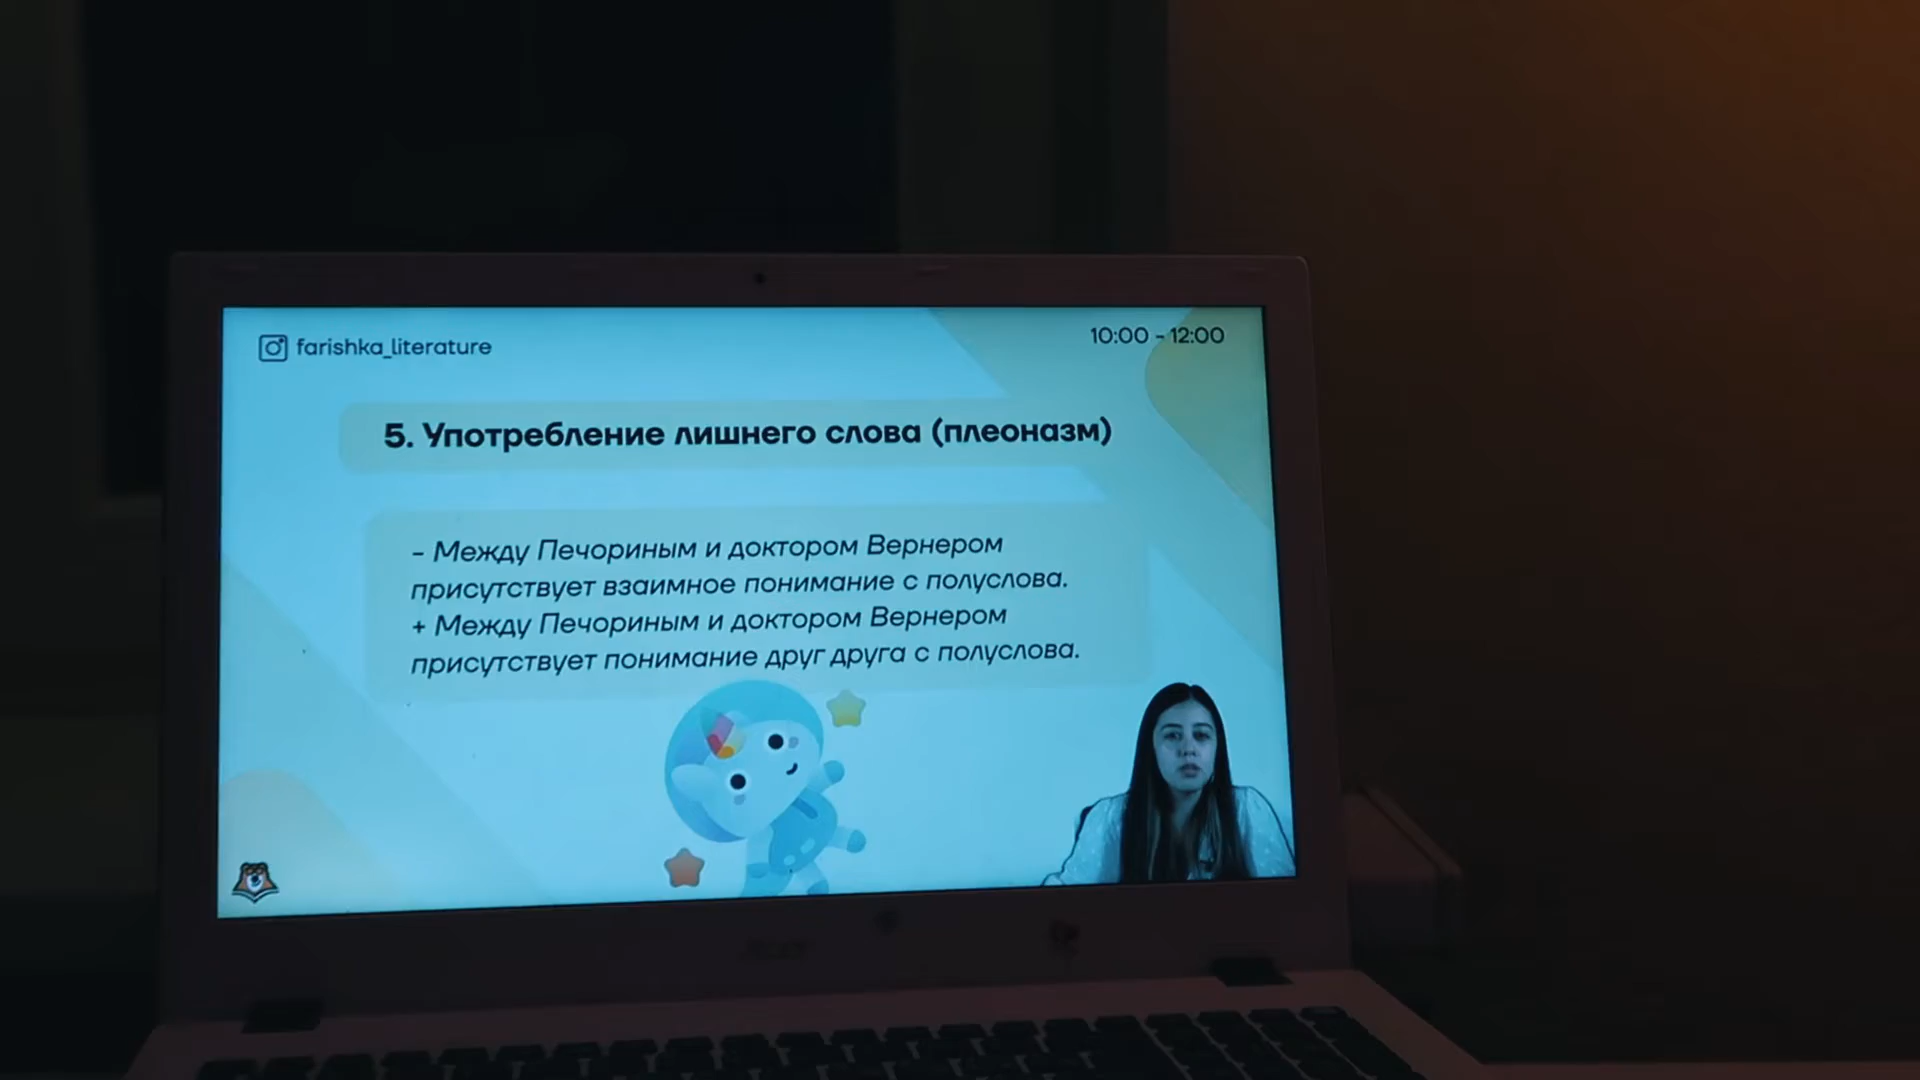 farishka_literature
10:00 - 12:00
5. Употребление лишнего слова (плеоназм)
- Между Печориным и доктором Вернером
присутствует взаимное понимание с полуслова.
+ Между Печориным и доктором Вернером
присутствует понимание друг друга с полуслова.